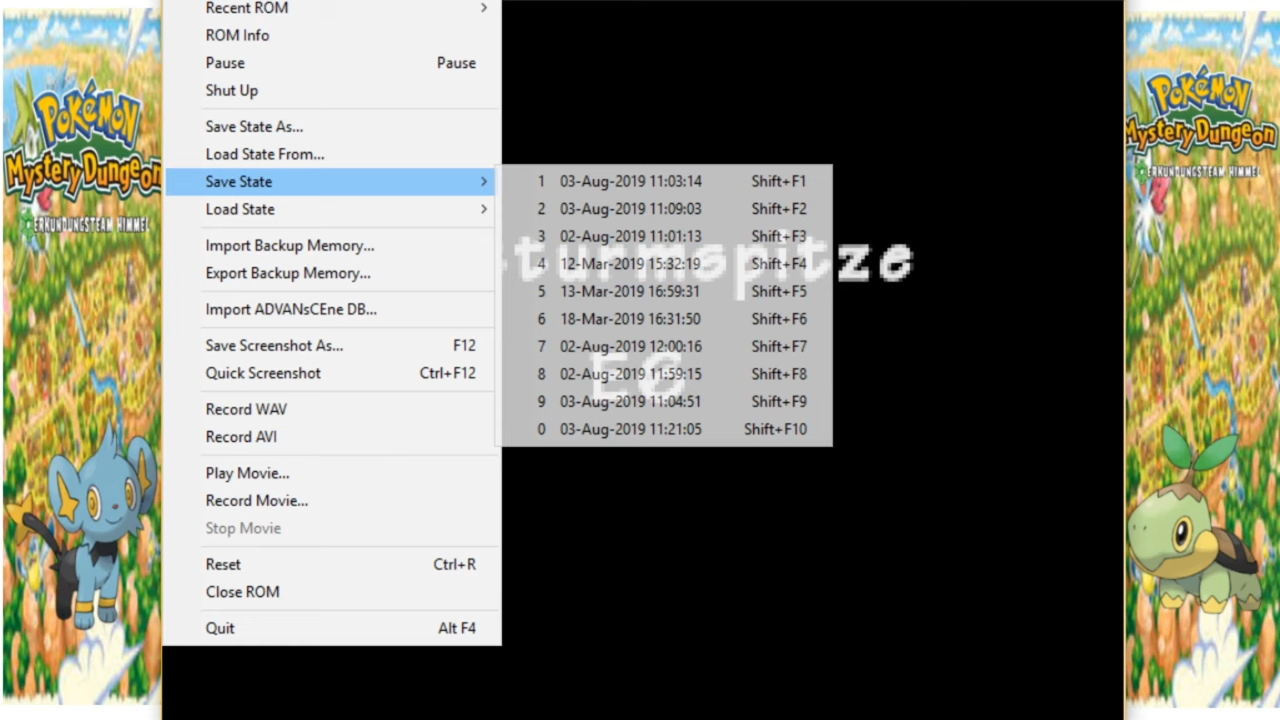 Recent ROM
ROM Info
Pause Pause
Shut Up
Save State As...
Load State From...
Save State
Load State
Import Backup Memory...
Export Backup Memory...
Import ADVANsCEne DB...
Save Screenshot As... F12
Quick Screenshot Ctrl+F12
Record WAV
Record AVI
Play Movie...
Record Movie...
Stop Movie
Reset Ctrl+R
Close ROM
Quit Alt F4
1 03-Aug-2019 11:03:14 Shift+F1
2 03-Aug-2019 11:09:03 Shift+F2
3 02-Aug-2019 11:01:13 Shift+F3
4 12-Mar-2019 15:32:19 Shift+F4
5 13-Mar-2019 16:59:31 Shift+F5
6 18-Mar-2019 16:31:50 Shift+F6
7 02-Aug-2019 12:00:16 Shift+F7
8 02-Aug-2019 11:59:15 Shift+F8
9 03-Aug-2019 11:04:51 Shift+F9
0 03-Aug-2019 11:21:05 Shift+F10
Sturmspitze
E0
POKéMON
Mystery Dungeon
ERKUNDUNGSTEAM HIMMEL
POKéMON
Mystery Dungeon
ERKUNDUNGSTEAM HIMMEL